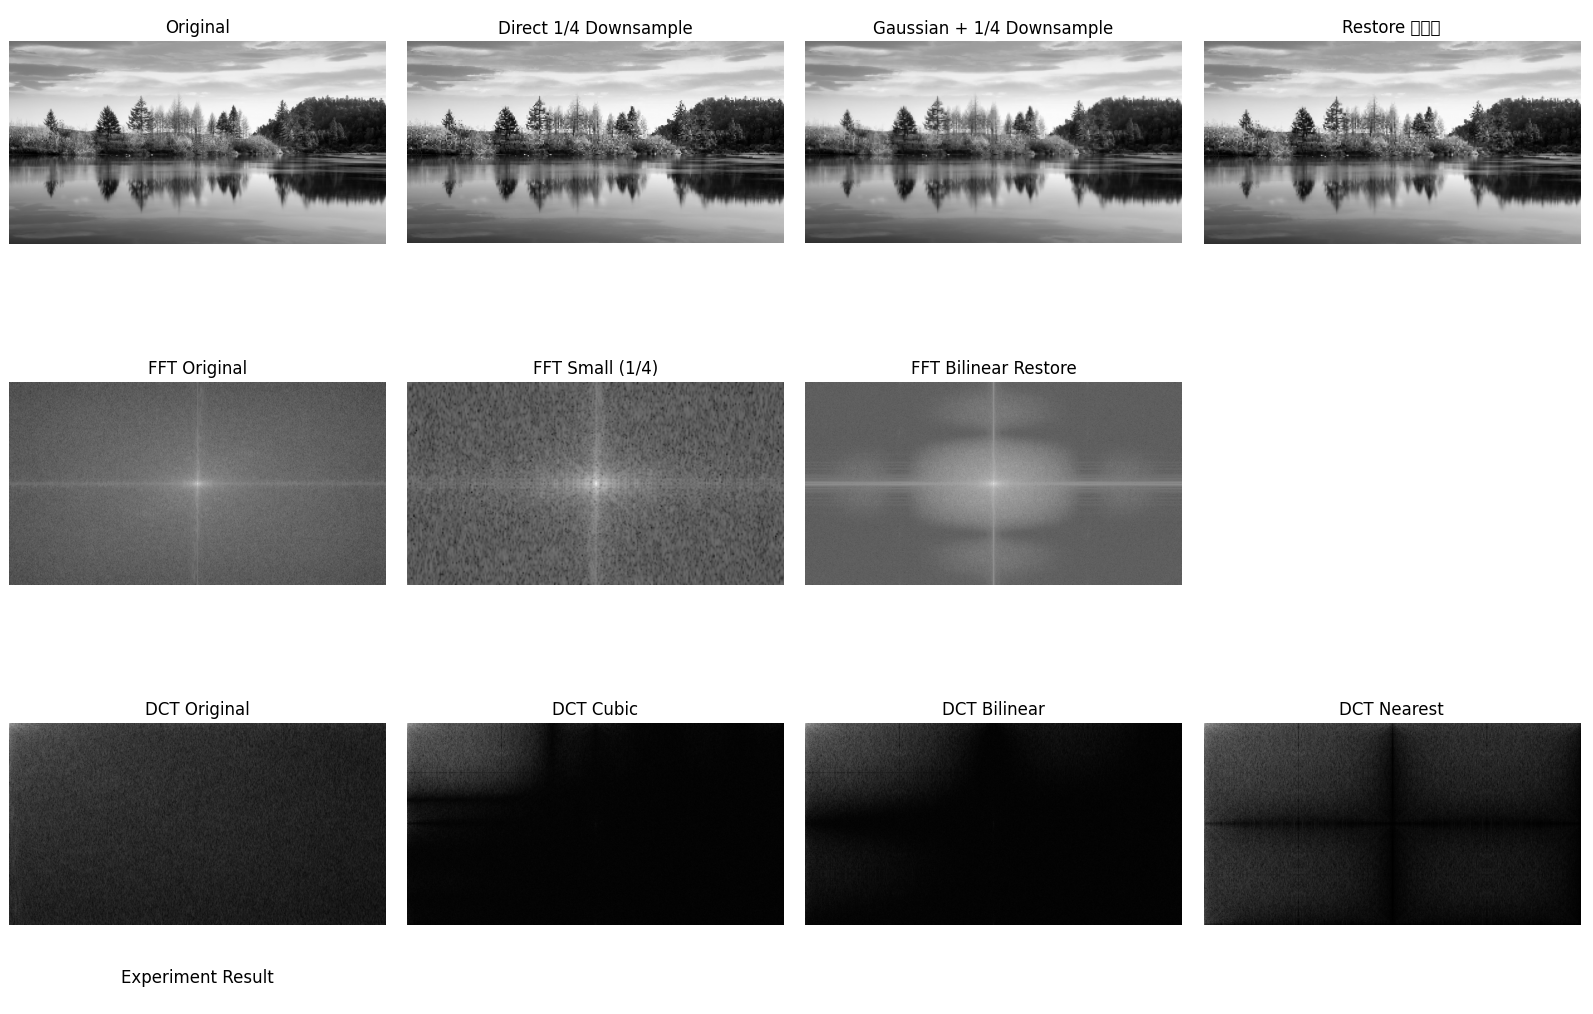 Original
Direct 1/4 Downsample
Gaussian + 1/4 Downsample
Restore
FFT Original
FFT Small (1/4)
FFT Bilinear Restore
DCT Original
DCT Cubic
DCT Bilinear
DCT Nearest
Experiment Result